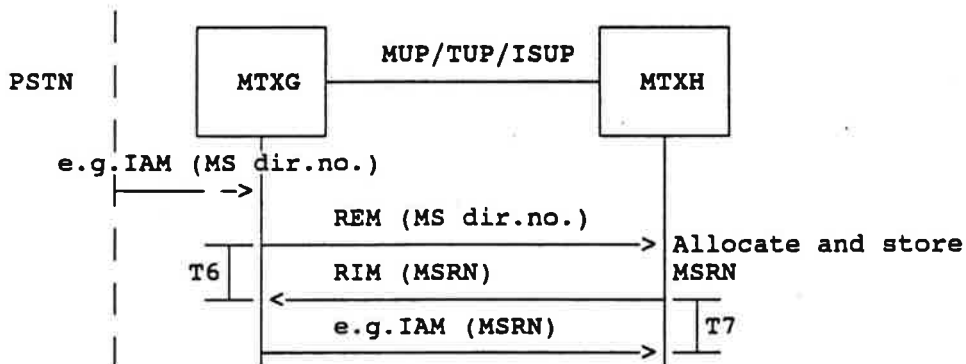 MUP/TUP/ISUP
PSTN
MTXG
MTXH
e.g.IAM (MS dir.no.)
REM (MS dir.no.)
Allocate and store
MSRN
T6
RIM (MSRN)
e.g.IAM (MSRN)
T7